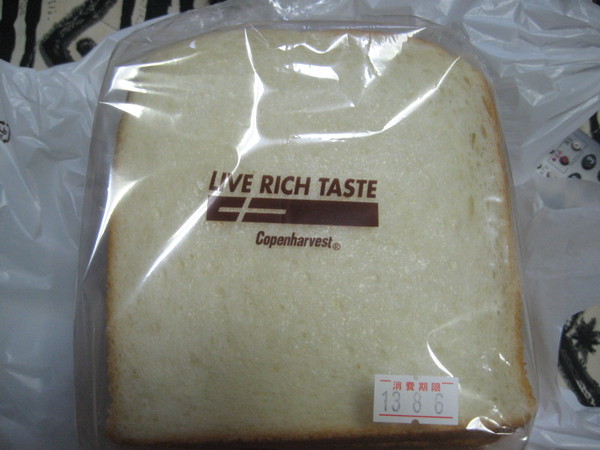 LIVE RICH TASTE
Copenharvest®
消費期限
13 8 6